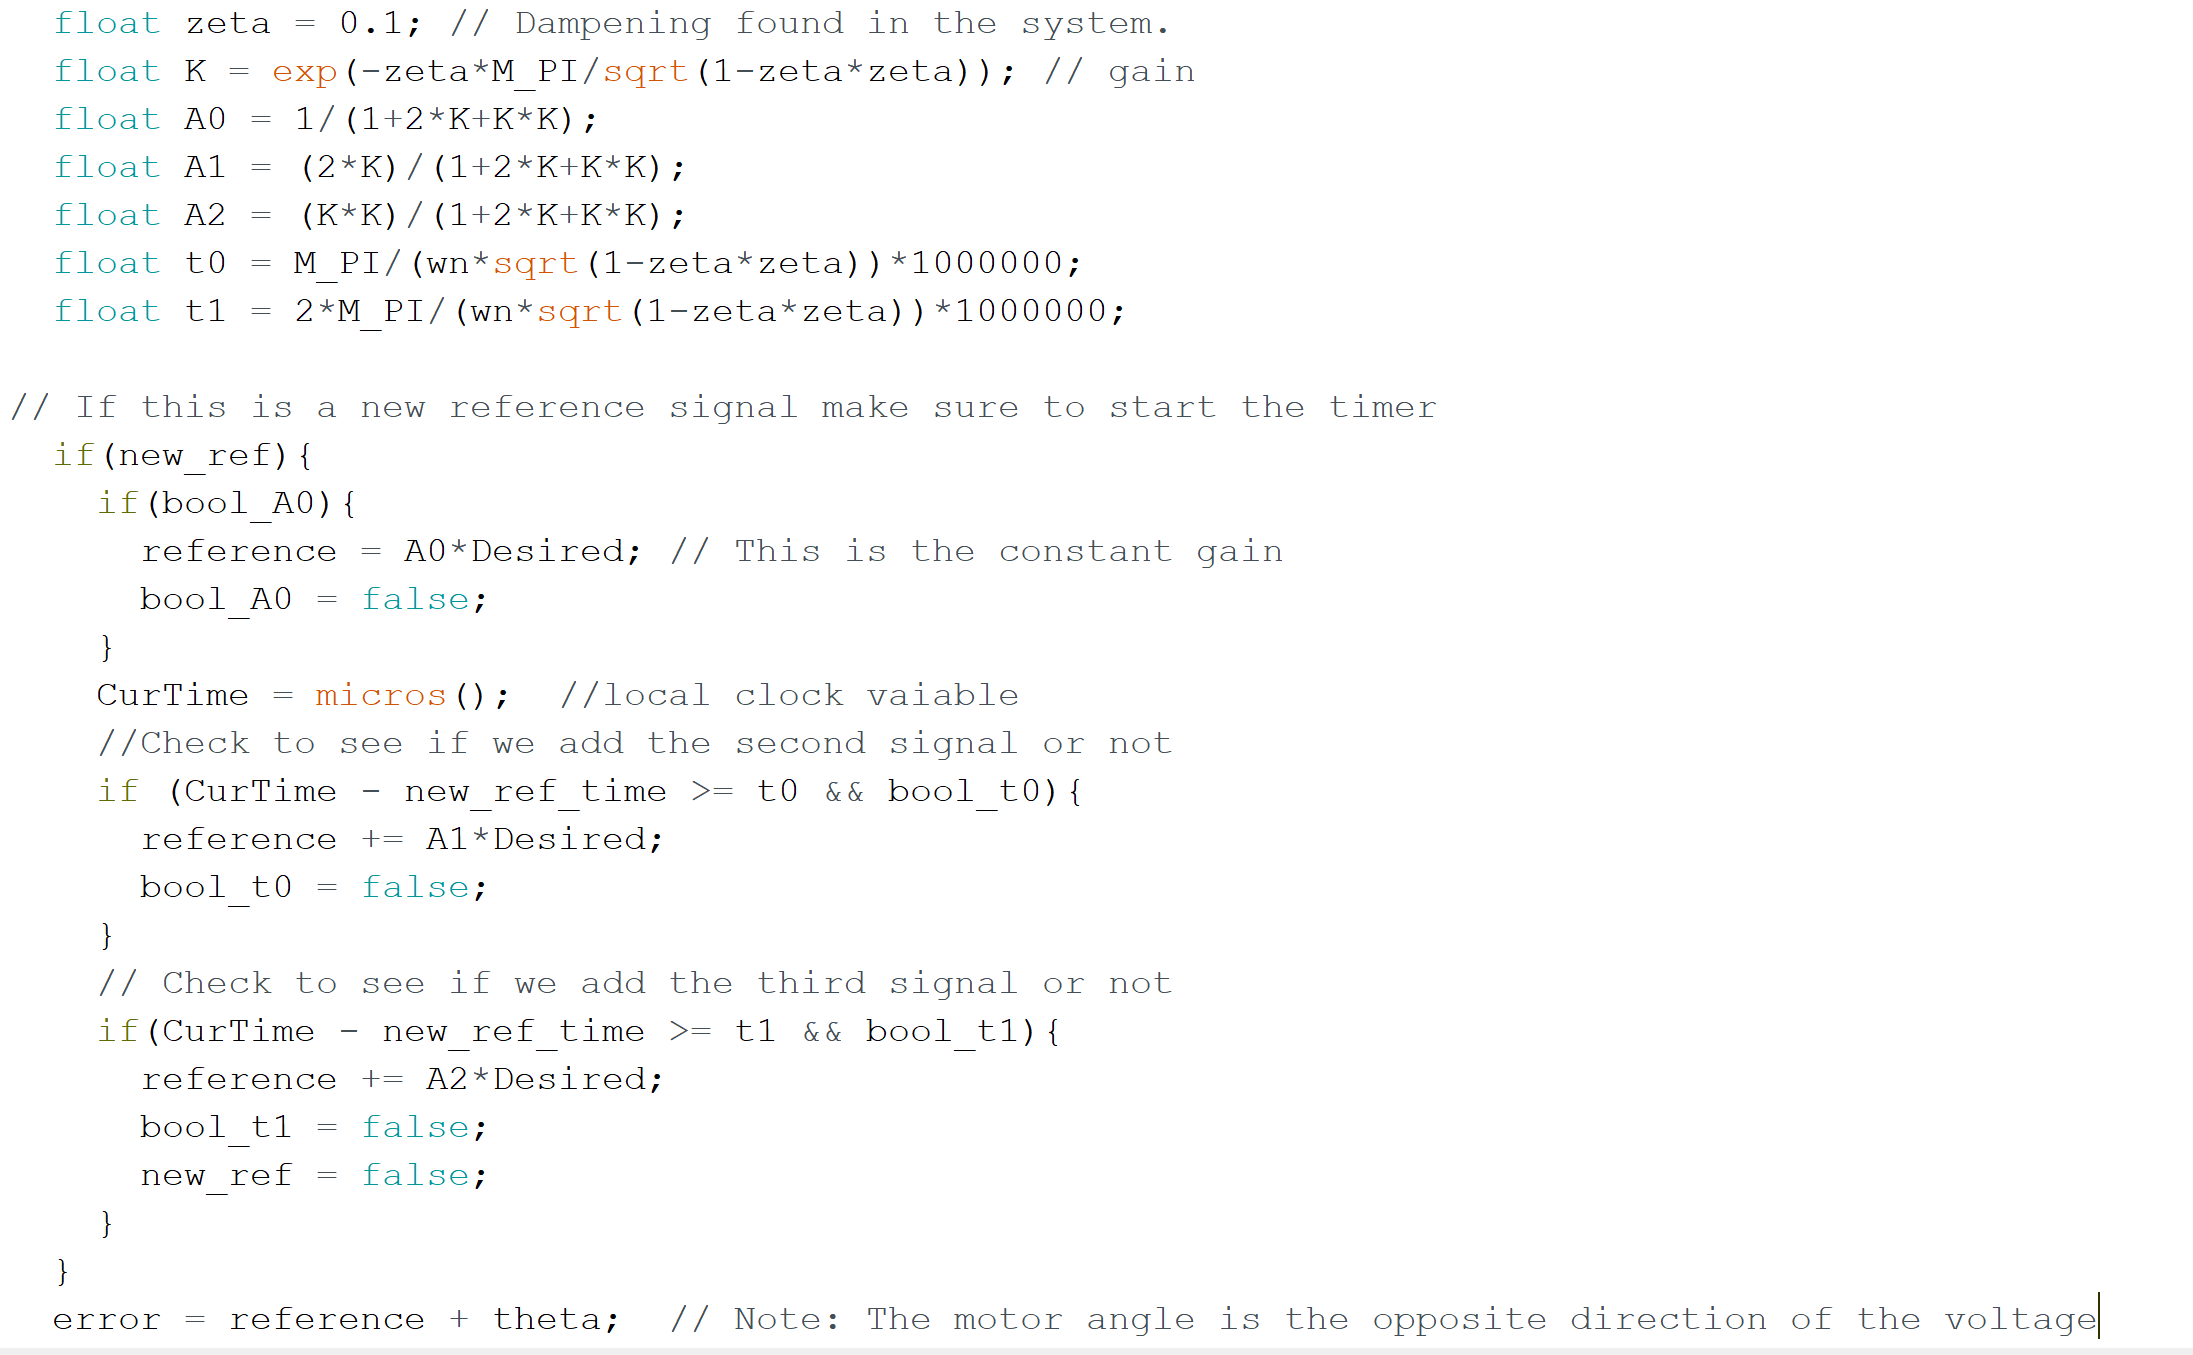 float zeta = 0.1; // Dampening found in the system.
float K = exp(-zeta*M_PI/sqrt(1-zeta*zeta)); // gain
float A0 = 1/(1+2*K+K*K);
float A1 = (2*K)/(1+2*K+K*K);
float A2 = (K*K)/(1+2*K+K*K);
float t0 = M_PI/(wn*sqrt(1-zeta*zeta))*1000000;
float t1 = 2*M_PI/(wn*sqrt(1-zeta*zeta))*1000000;
// If this is a new reference signal make sure to start the timer
if(new_ref){
if(bool_A0){
reference = A0*Desired; // This is the constant gain
bool_A0 = false;
}
CurTime = micros();  //local clock vaiable
//Check to see if we add the second signal or not
if (CurTime - new_ref_time >= t0 && bool_t0){
reference += A1*Desired;
bool_t0 = false;
}
// Check to see if we add the third signal or not
if(CurTime - new_ref_time >= t1 && bool_t1){
reference += A2*Desired;
bool_t1 = false;
new_ref = false;
}
}
error = reference + theta;  // Note: The motor angle is the opposite direction of the voltage